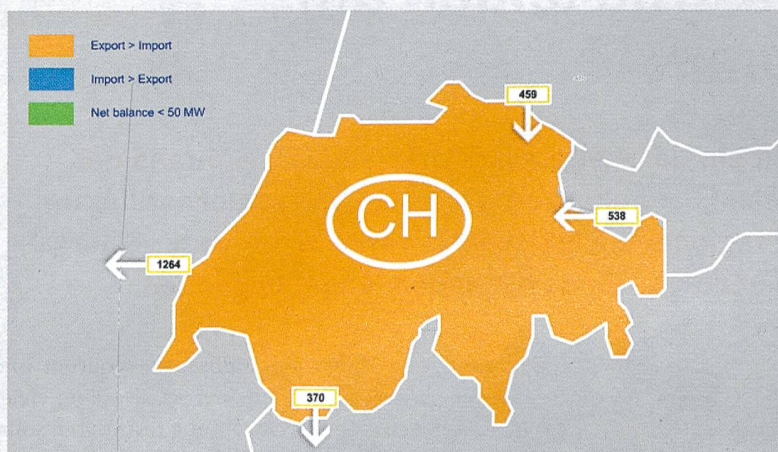 Export > Import
Import > Export
Net balance < 50 MW
459
CH
538
1264
370